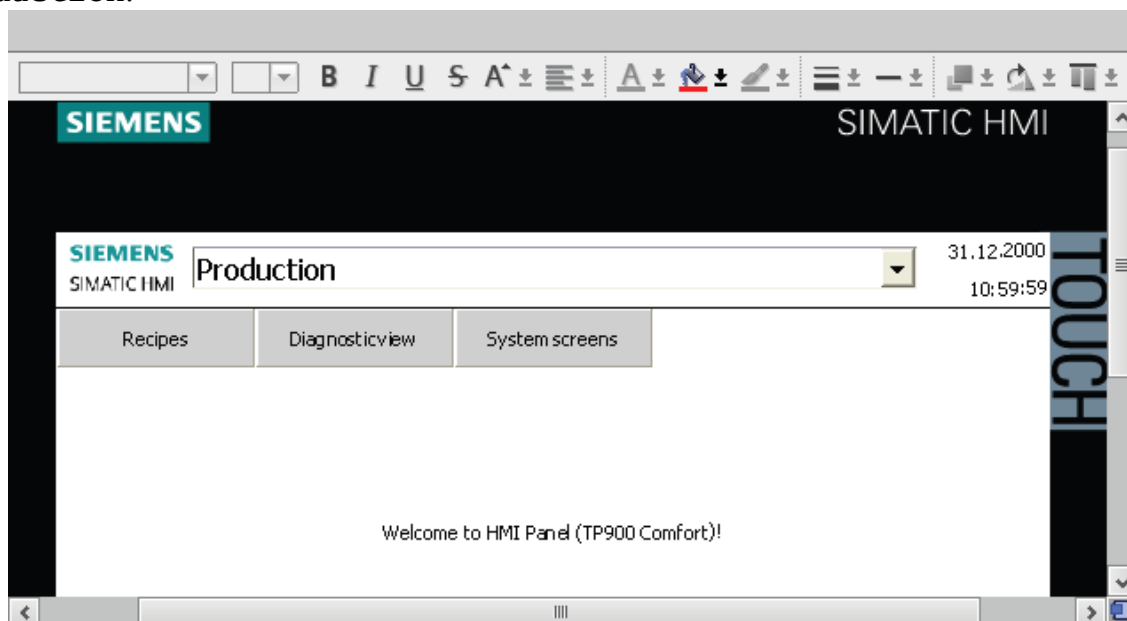 B I U S A A
SIEMENS SIMATIC HMI
SIEMENS
SIMATIC HMI
Production
31.12.2000
10:59:59
TOUCH
Recipes Diagnosticview System screens
Welcome to HMI Panel (TP900 Comfort)!